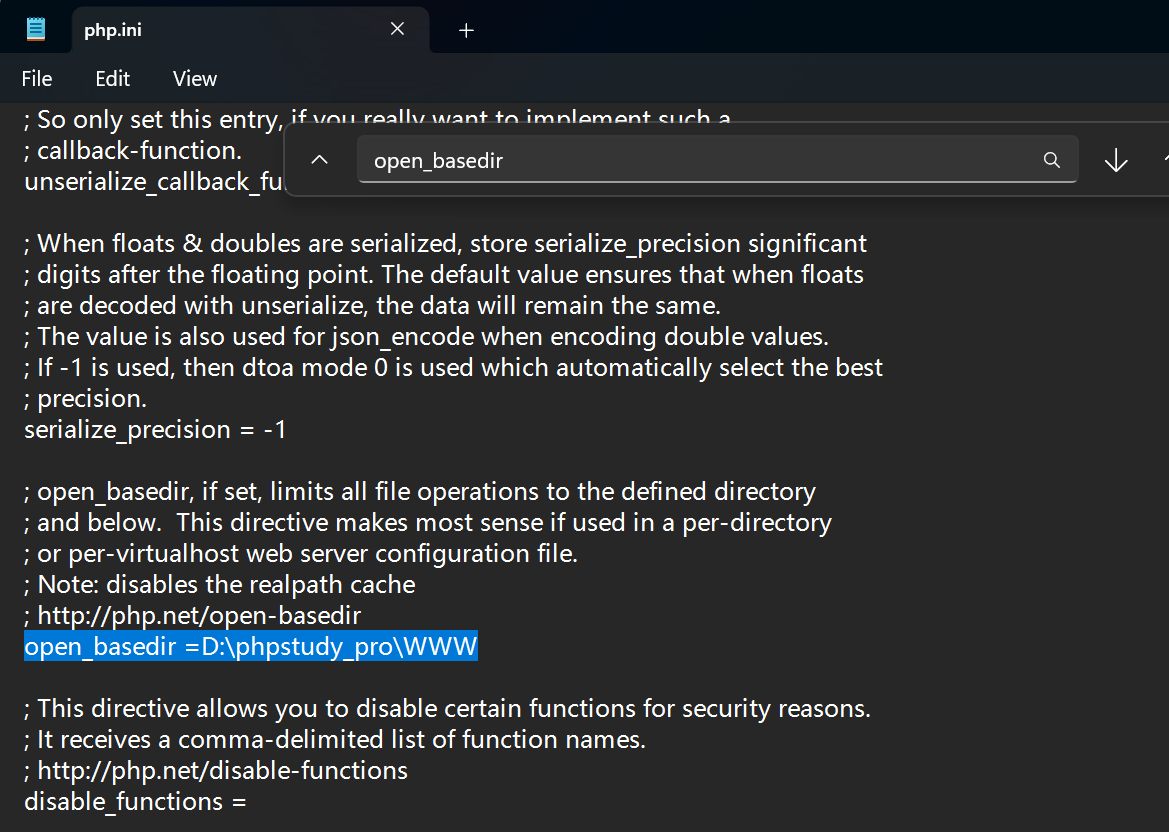 php.ini
File Edit View
; So only set this entry, if you really want to implement such a
; callback-function.
open_basedir
unserialize_callback_fu
; When floats & doubles are serialized, store serialize_precision significant
; digits after the floating point. The default value ensures that when floats
; are decoded with unserialize, the data will remain the same.
; The value is also used for json_encode when encoding double values.
; If -1 is used, then dtoa mode 0 is used which automatically select the best
; precision.
serialize_precision = -1
; open_basedir, if set, limits all file operations to the defined directory
; and below.  This directive makes most sense if used in a per-directory
; or per-virtualhost web server configuration file.
; Note: disables the realpath cache
; http://php.net/open-basedir
open_basedir =D:\phpstudy_pro\WWW
; This directive allows you to disable certain functions for security reasons.
; It receives a comma-delimited list of function names.
; http://php.net/disable-functions
disable_functions =